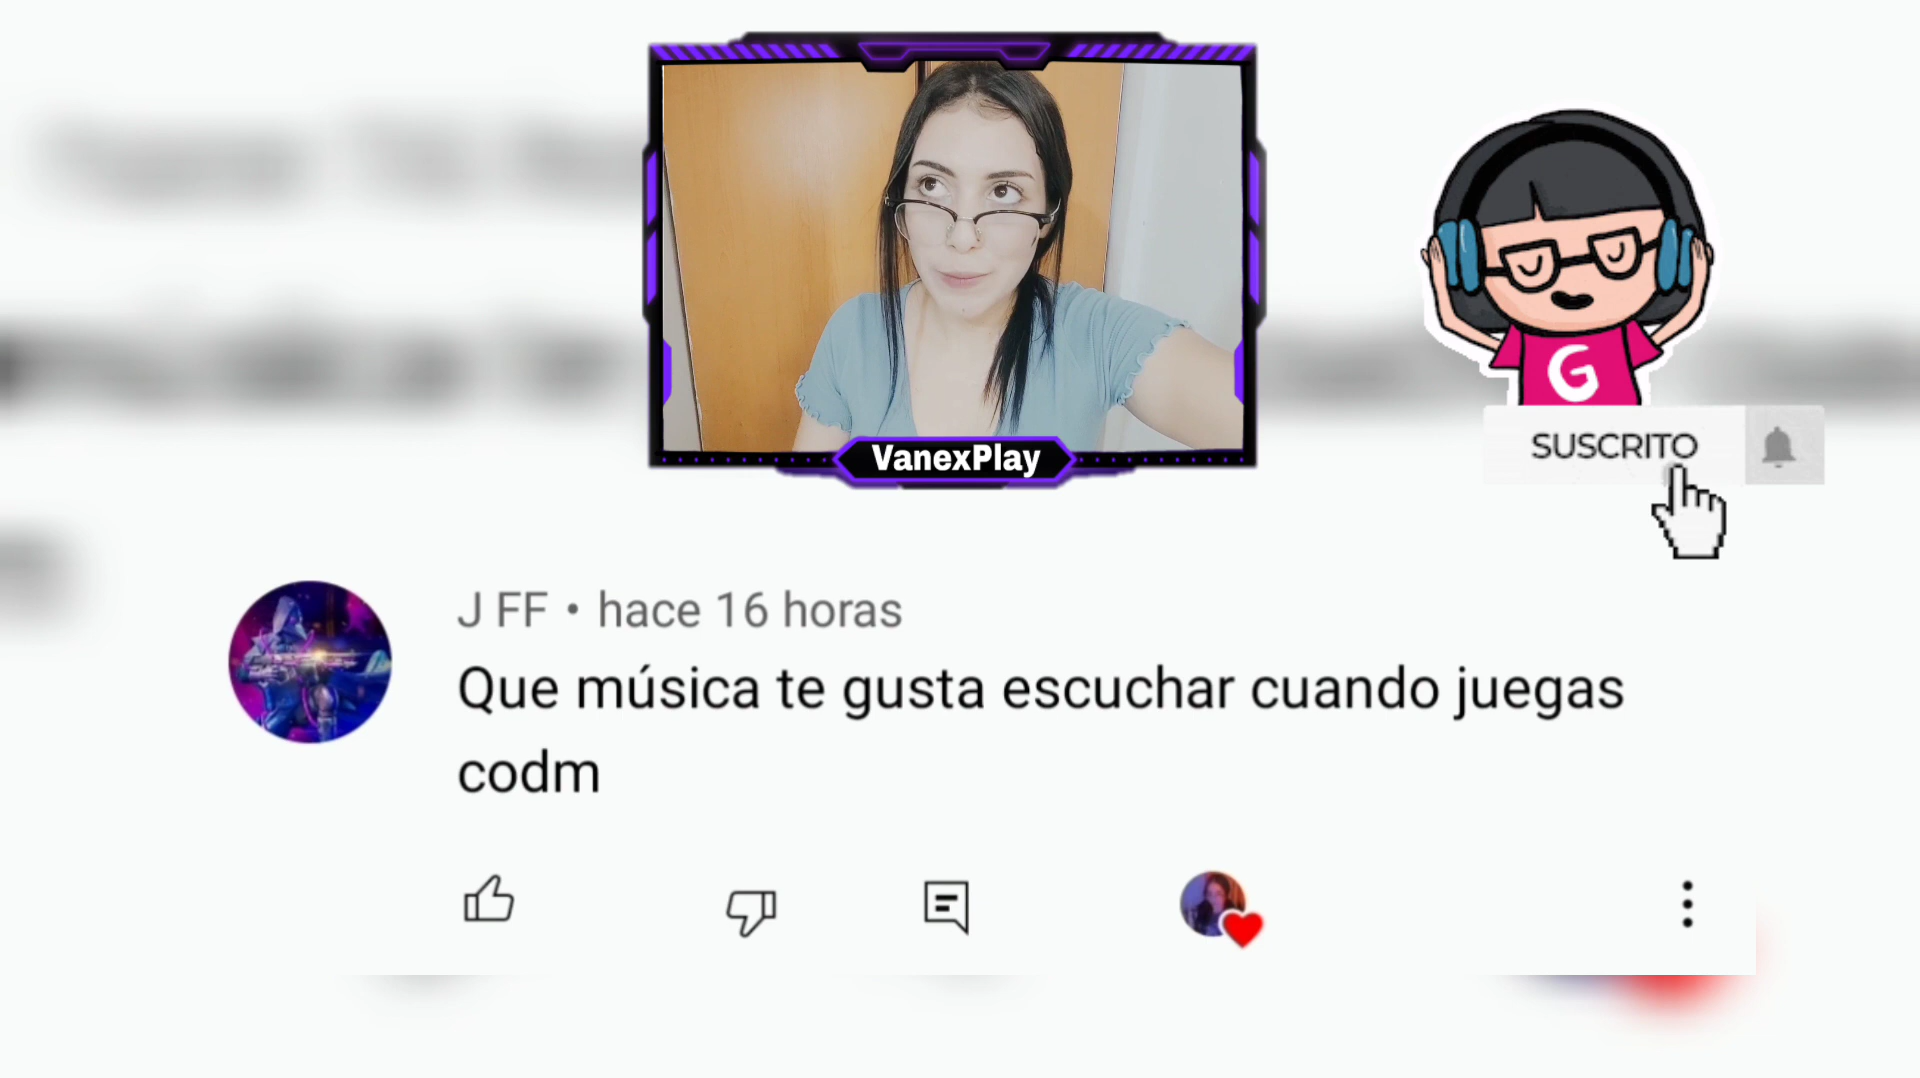 VanexPlay
G
SUSCRITO
J FF • hace 16 horas
Que música te gusta escuchar cuando juegas
codm